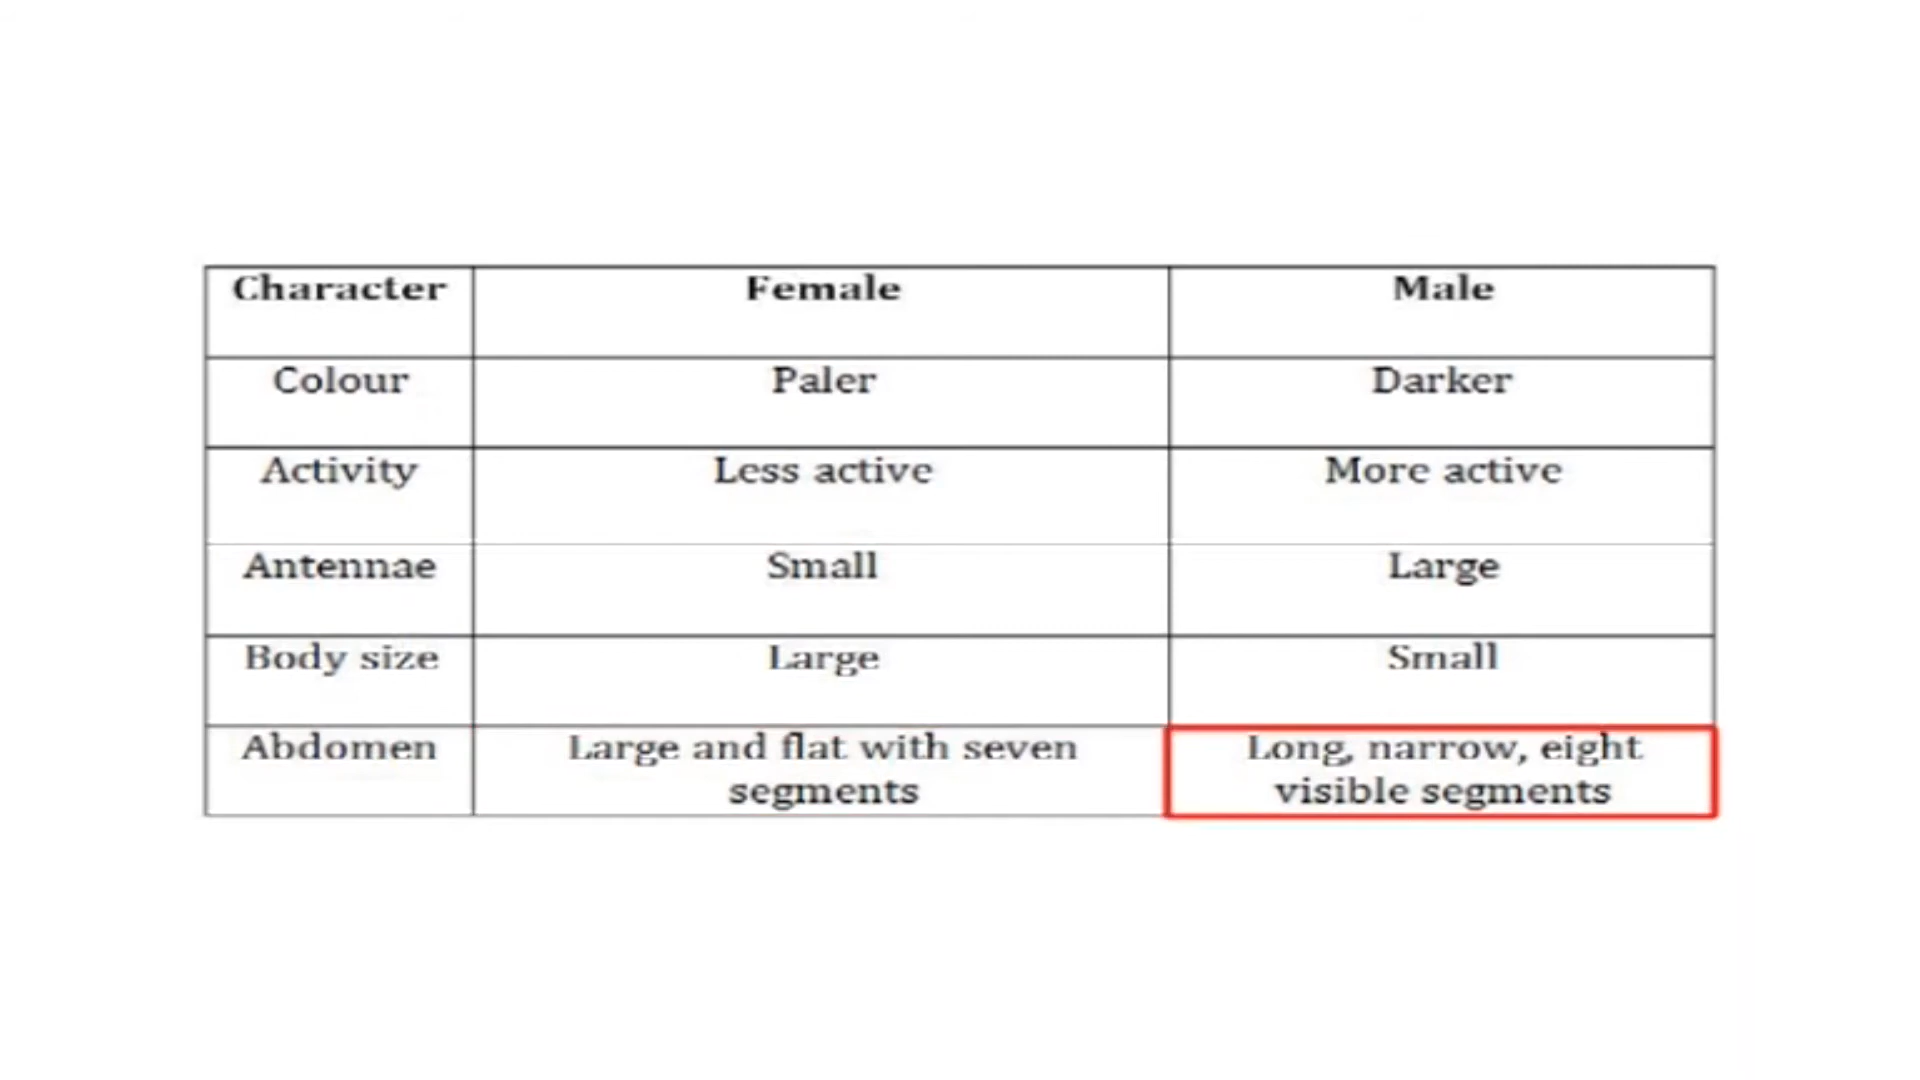 Character Female Male
Colour Paler Darker
Activity Less active More active
Antennae Small Large
Body size Large Small
Abdomen Large and flat with seven Long, narrow, eight
segments visible segments